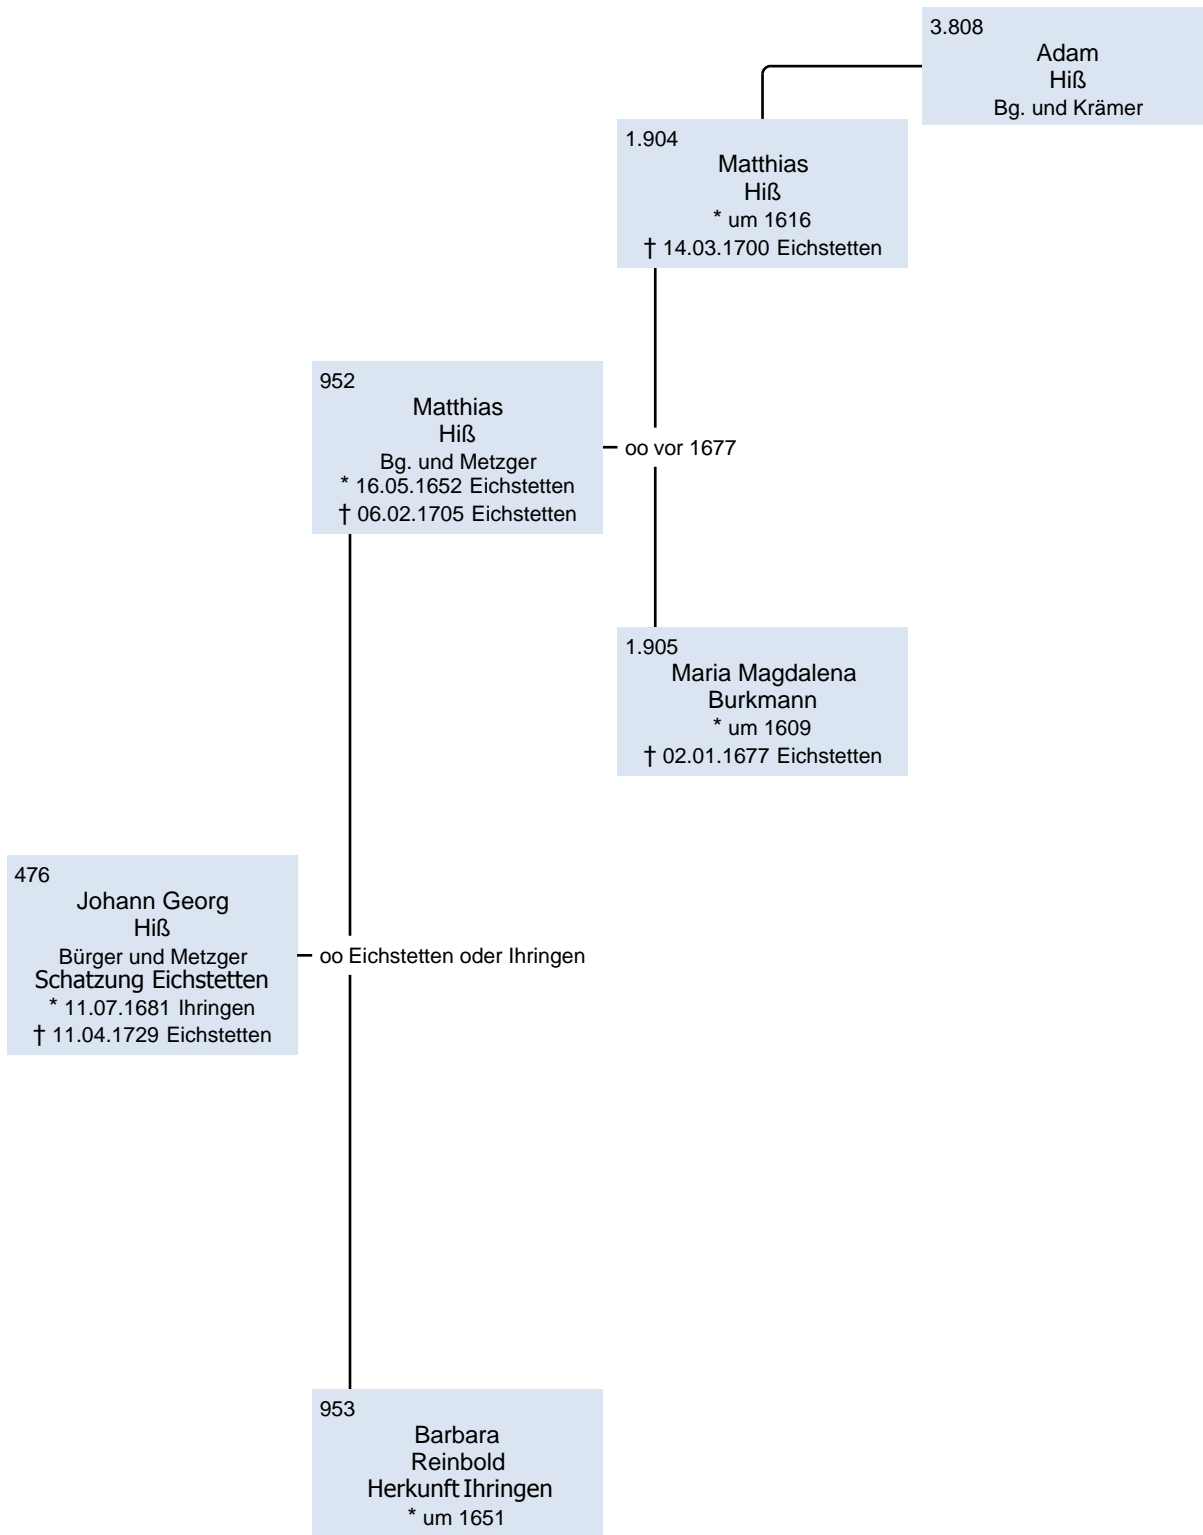 3.808
Adam
Hiß
Bg. und Krämer
1.904
Matthias
Hiß
* um 1616
† 14.03.1700 Eichstetten
952
Matthias
Hiß
Bg. und Metzger
* 16.05.1652 Eichstetten
† 06.02.1705 Eichstetten
oo vor 1677
1.905
Maria Magdalena
Burkmann
* um 1609
† 02.01.1677 Eichstetten
476
Johann Georg
Hiß
Bürger und Metzger
Schatzung Eichstetten
* 11.07.1681 Ihringen
† 11.04.1729 Eichstetten
oo Eichstetten oder Ihringen
953
Barbara
Reinbold
Herkunft Ihringen
* um 1651